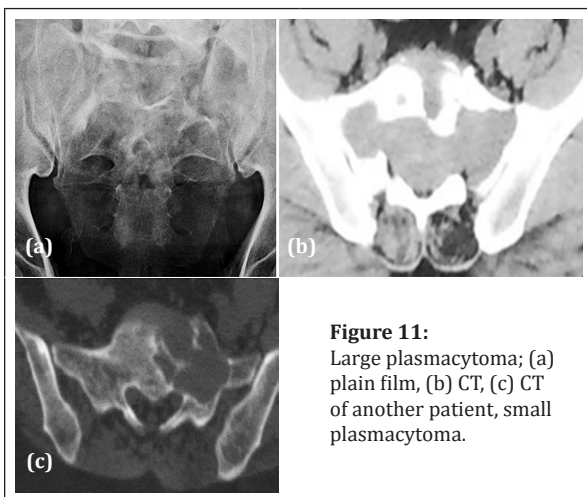 (a)
(b)
(c)
Figure 11:
Large plasmacytoma; (a)
plain film, (b) CT, (c) CT
of another patient, small
plasmacytoma.